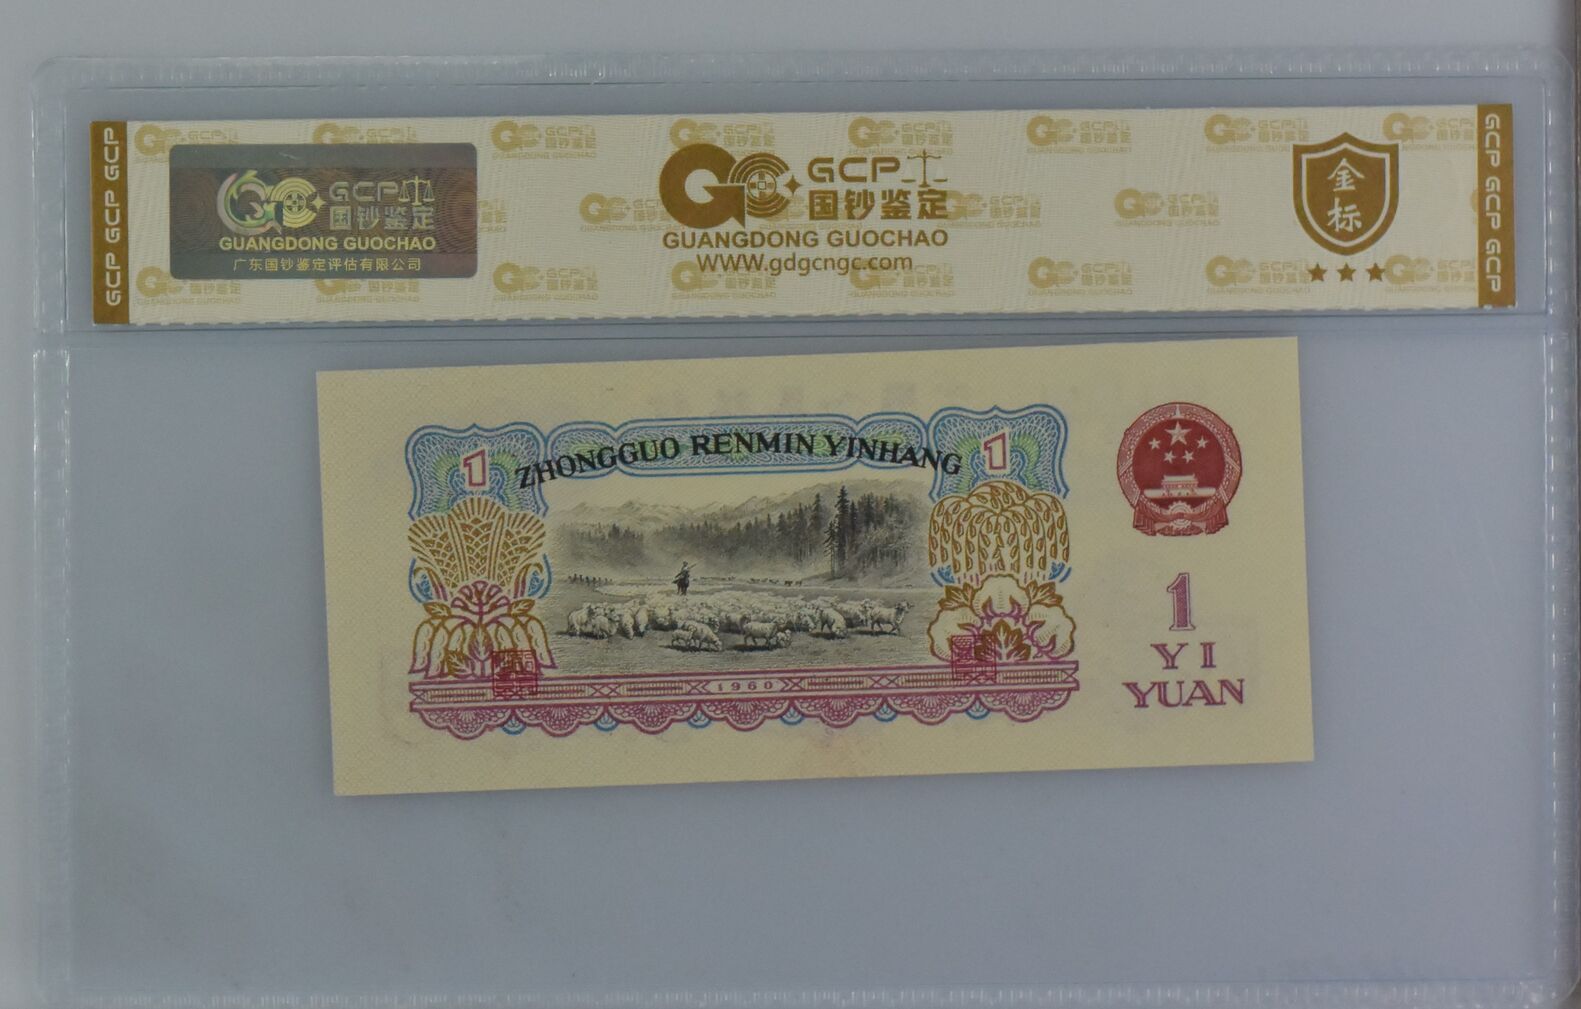 GCP GCP GCP
GCP
国钞鉴定
GUANGDONG GUOCHAO
广东国钞鉴定评估有限公司
GCP
国钞鉴定
GUANGDONG GUOCHAO
WWW.gdgcngc.com
金
标
GCP GCP GCP
ZHONGGUO RENMIN YINHANG
1
1
1960
1
YI
YUAN